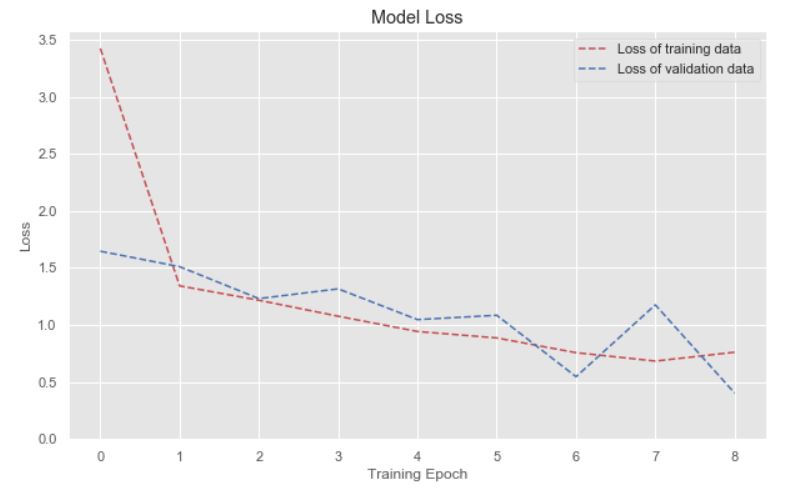 Model Loss
Loss of training data
Loss of validation data
3.5
3.0
2.5
2.0
1.5
1.0
0.5
0.0
Loss
0 1 2 3 4 5 6 7 8
Training Epoch